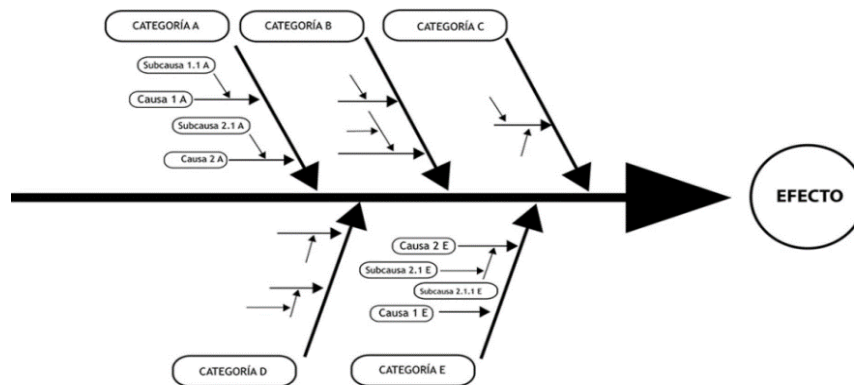 CATEGORÍA A
CATEGORÍA B
CATEGORÍA C
Subcausa 1.1 A
Causa 1 A
Subcausa 2.1 A
Causa 2 A
EFECTO
Causa 2 E
Subcausa 2.1 E
Subcausa 2.1.1 E
Causa 1 E
CATEGORÍA D
CATEGORÍA E